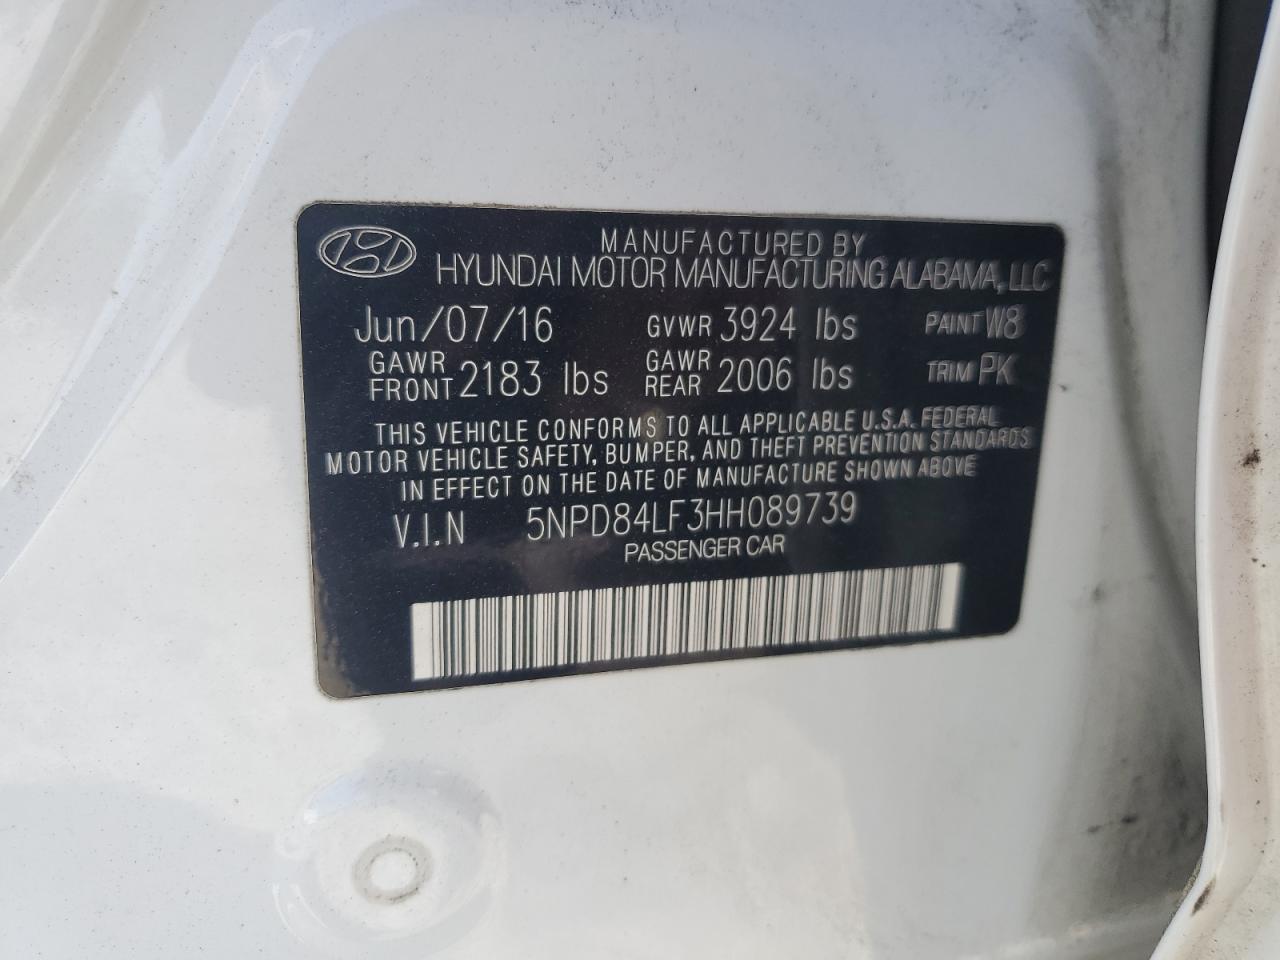 MANUFACTURED BY
HYUNDAI MOTOR MANUFACTURING ALABAMA, LLC
Jun/07/16 GVWR 3924 lbs PAINT W8
GAWR FRONT 2183 lbs GAWR REAR 2006 lbs TRIM PK
THIS VEHICLE CONFORMS TO ALL APPLICABLE U.S.A. FEDERAL
MOTOR VEHICLE SAFETY, BUMPER, AND THEFT PREVENTION STANDARDS
IN EFFECT ON THE DATE OF MANUFACTURE SHOWN ABOVE
V.I.N 5NPD84LF3HH089739
PASSENGER CAR